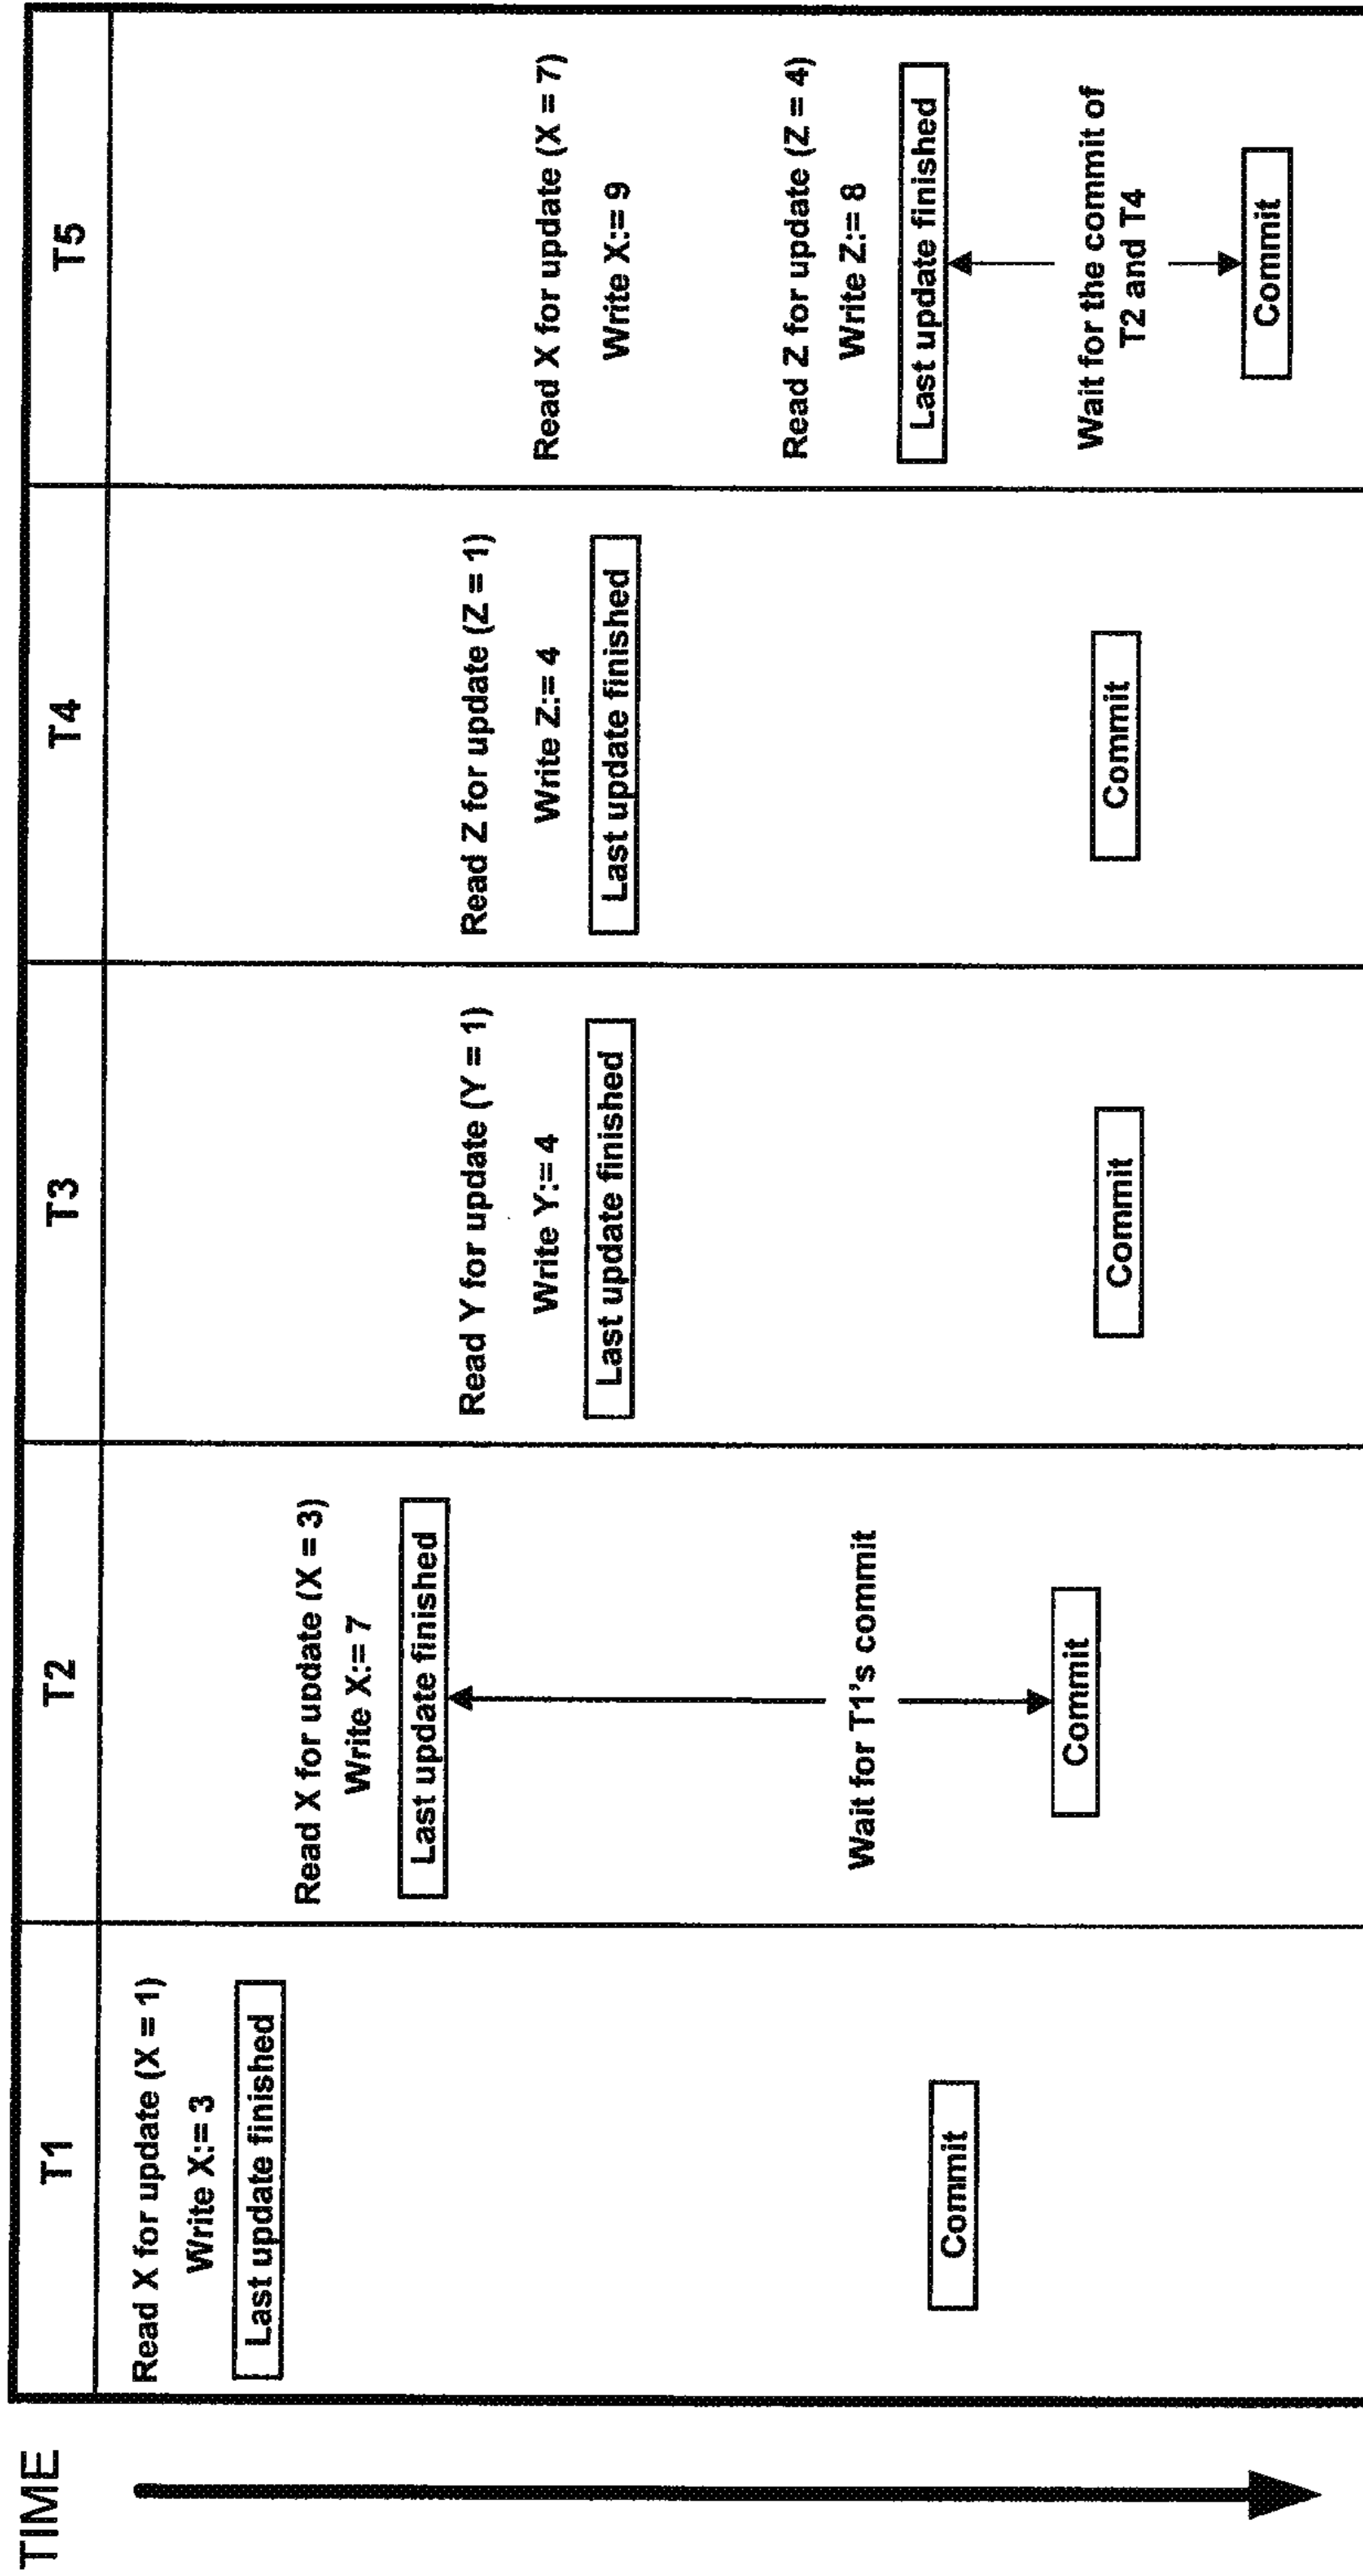 TIME
T1
T2
T3
T4
T5
Read X for update (X = 1)
Write X:= 3
Last update finished
Commit
Read X for update (X = 3)
Write X:= 7
Last update finished
Wait for T1's commit
Commit
Read Y for update (Y = 1)
Write Y:= 4
Last update finished
Commit
Read Z for update (Z = 1)
Write Z:= 4
Last update finished
Commit
Read X for update (X = 7)
Write X:= 9
Read Z for update (Z = 4)
Write Z:= 8
Last update finished
Wait for the commit of
T2 and T4
Commit